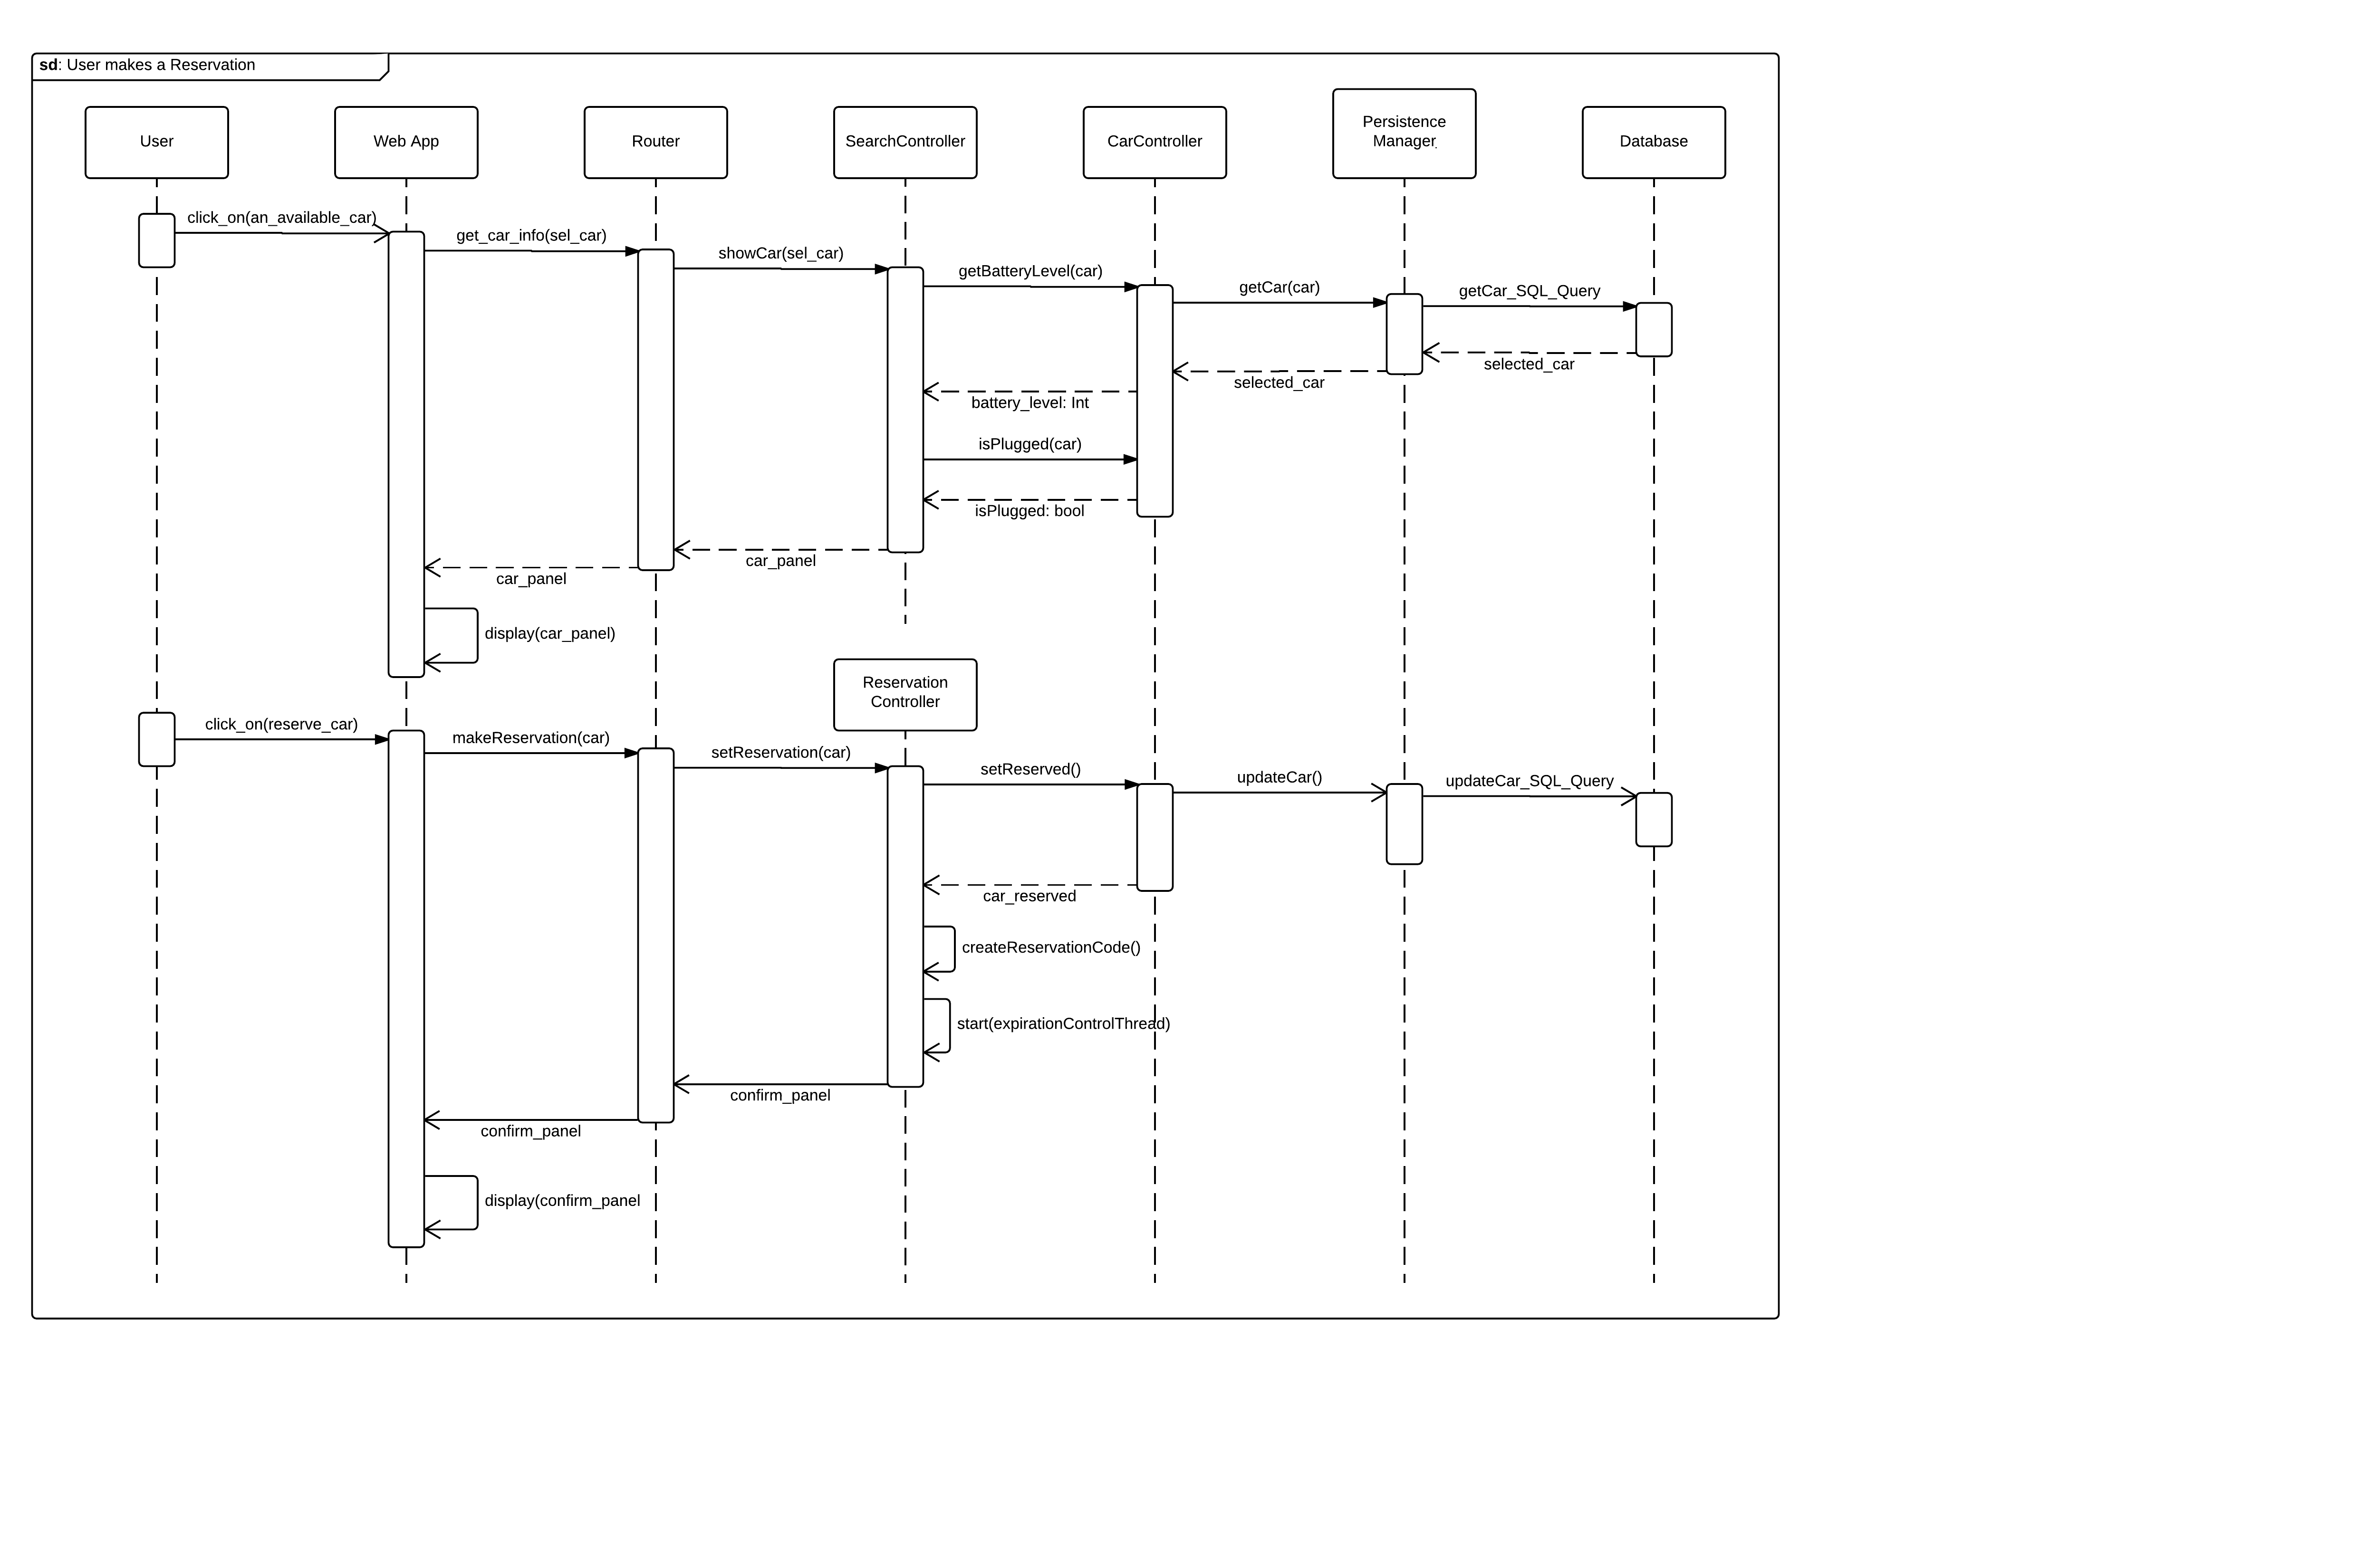 sd: User makes a Reservation
User
Web App
Router
SearchController
CarController
Persistence
Manager
Database
click_on(an_available_car)
get_car_info(sel_car)
showCar(sel_car)
getBatteryLevel(car)
getCar(car)
getCar_SQL_Query
selected_car
selected_car
battery_level: Int
isPlugged(car)
isPlugged: bool
car_panel
car_panel
display(car_panel)
Reservation
Controller
click_on(reserve_car)
makeReservation(car)
setReservation(car)
setReserved()
updateCar()
updateCar_SQL_Query
car_reserved
createReservationCode()
start(expirationControlThread)
confirm_panel
confirm_panel
display(confirm_panel